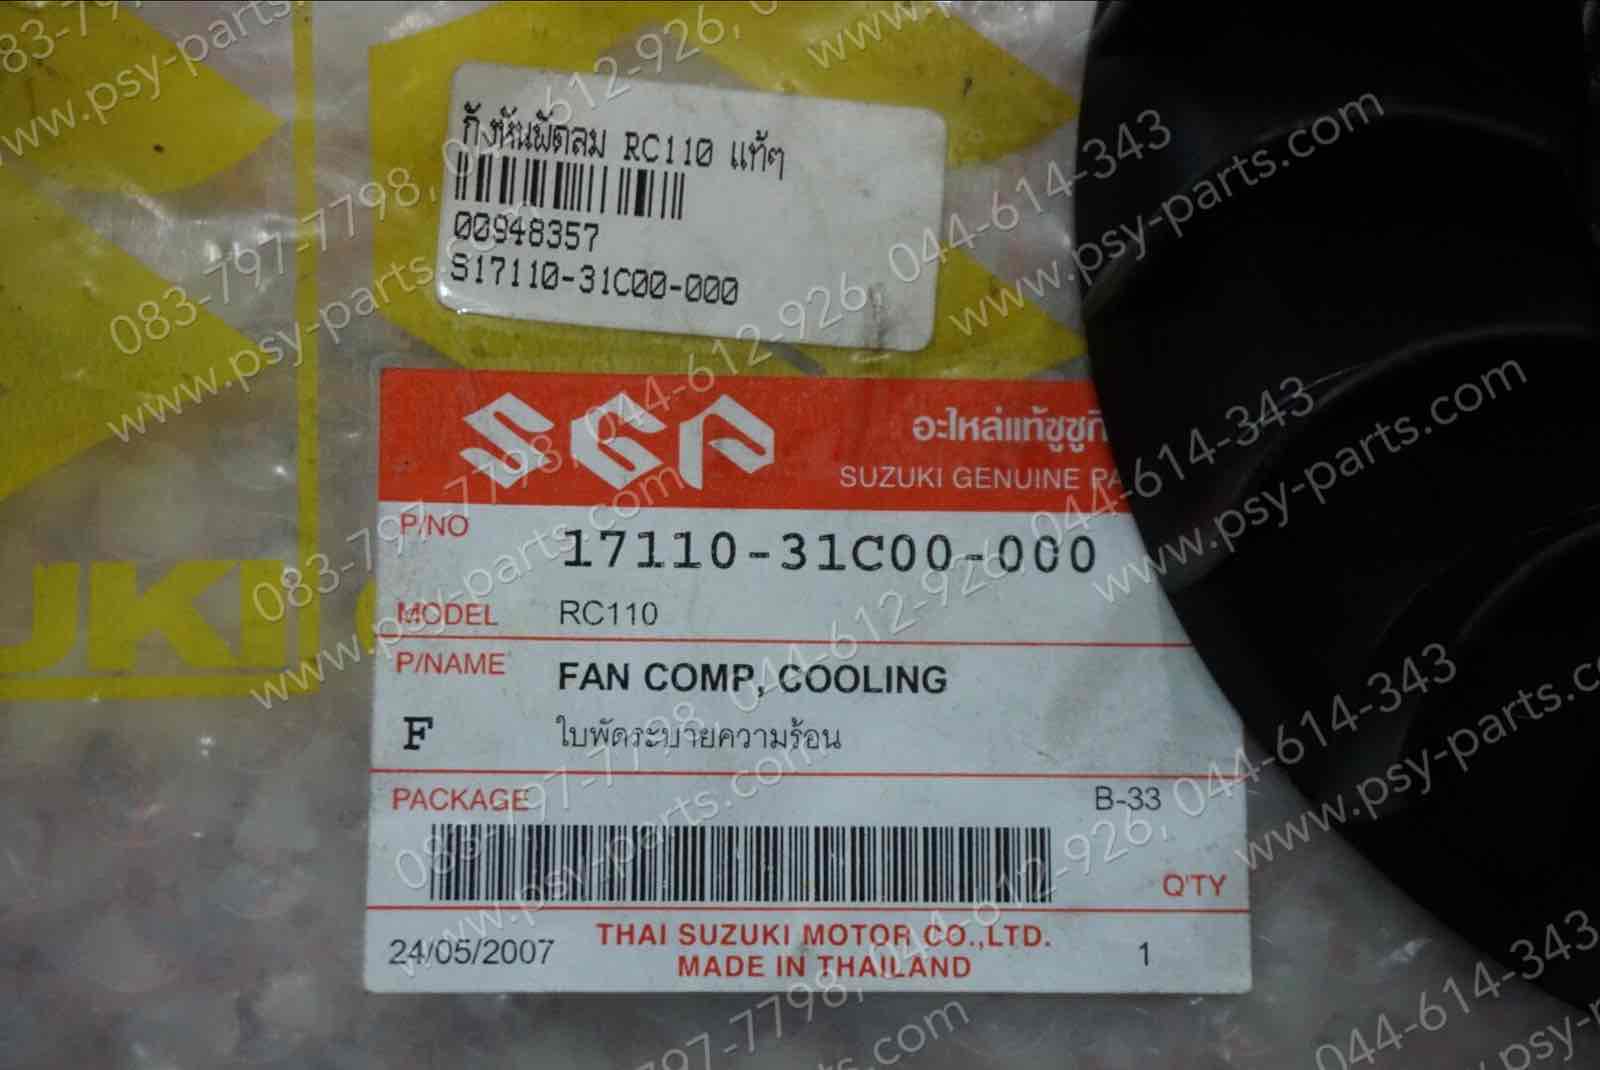 กังหันพัดลม RC110 แท้ๆ
00948357
S17110-31C00-000
SGP
อะไหล่แท้ซูซูกิ
SUZUKI GENUINE PA
P/NO 17110-31C00-000
MODEL RC110
P/NAME FAN COMP, COOLING
F ใบพัดระบายความร้อน
PACKAGE B-33
Q'TY
24/05/2007 THAI SUZUKI MOTOR CO.,LTD. 1
MADE IN THAILAND
UKI
083-797-7798, 044-612-926, 044-614-343
www.psy-parts.com